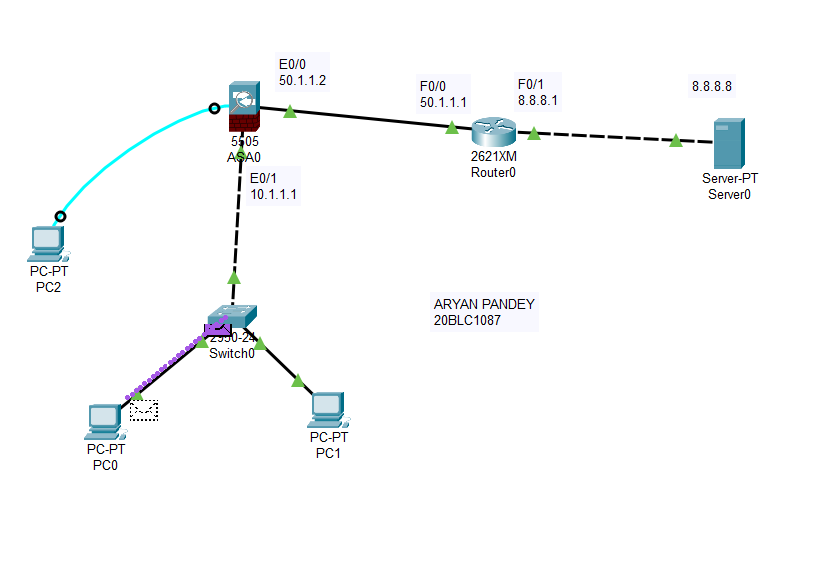 E0/0
50.1.1.2
F0/0
50.1.1.1
F0/1
8.8.8.1
8.8.8.8
5505
ASA0
2621XM
Router0
Server-PT
Server0
E0/1
10.1.1.1
PC-PT
PC2
ARYAN PANDEY
20BLC1087
2950-24
Switch0
PC-PT
PC0
PC-PT
PC1